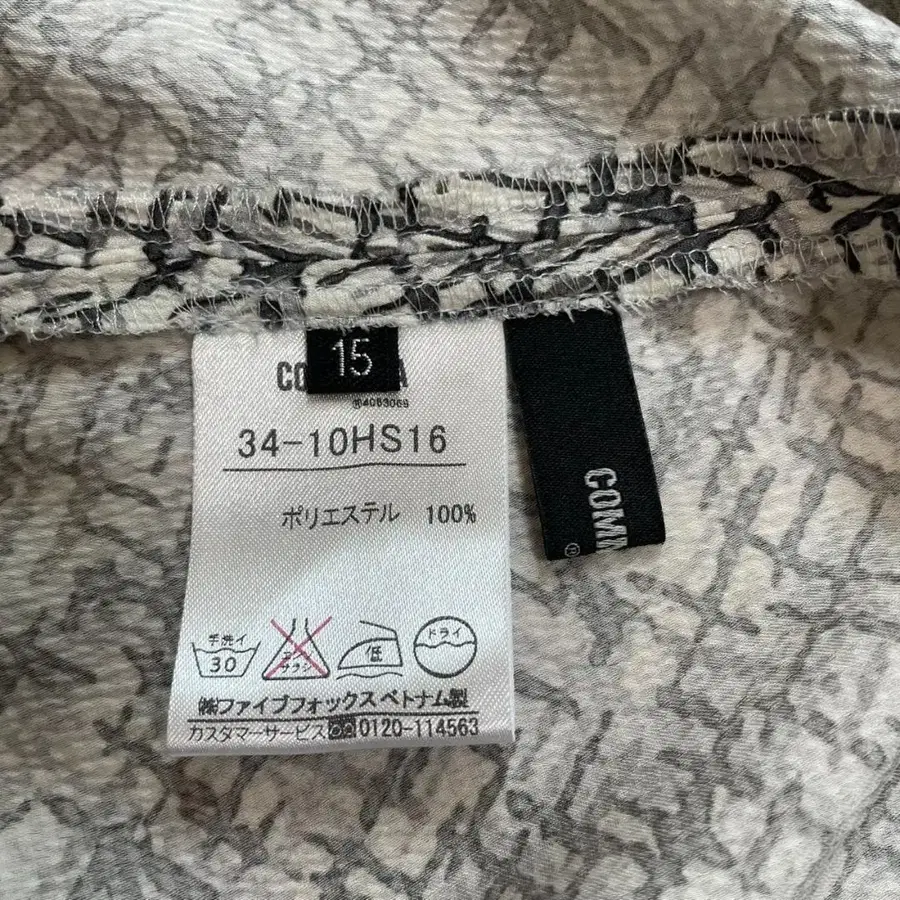 15
34-10HS16
ポリエステル 100%
手洗イ
30
低
ドライ
㈱ファイブフォックスベトナム製
カスタマーサービス 0120-114563